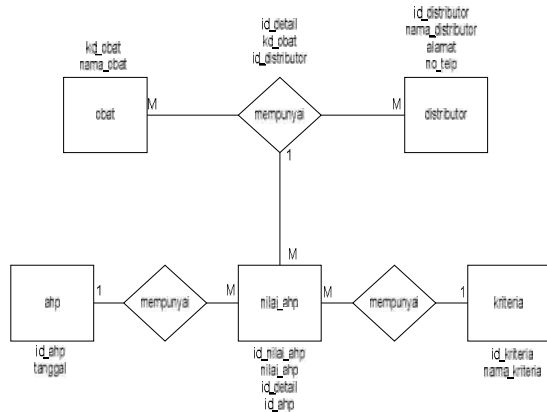 id_detail
kd_obat
id_distributor
id_distributor
nama_distributor
alamat
no_telp
kd_obat
nama_obat
obat
M
mempunyai
M
distributor
1
M
ahp
1
mempunyai
M
nilai_ahp
M
mempunyai
1
kriteria
id_ahp
tanggal
id_nilai_ahp
nilai_ahp
id_detail
id_ahp
id_kriteria
nama_kriteria